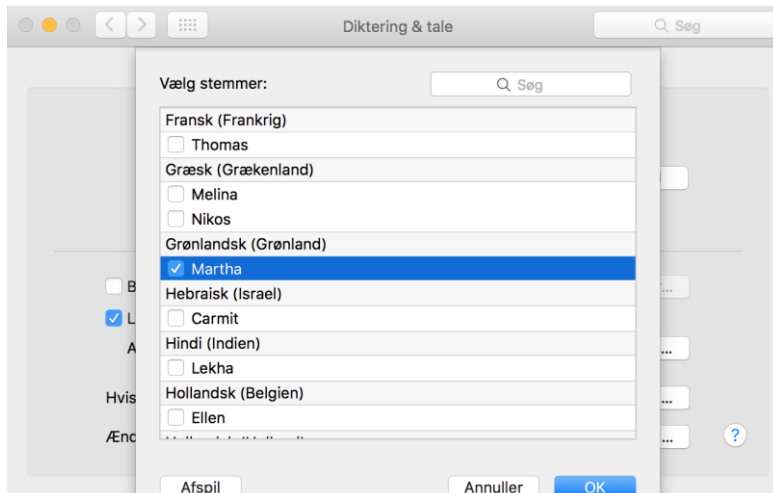 Diktering & tale
Søg
Vælg stemmer:
Søg
Fransk (Frankrig)
Thomas
Græsk (Grækenland)
Melina
Nikos
Grønlandsk (Grønland)
Martha
Hebraisk (Israel)
Carmit
Hindi (Indien)
Lekha
Hollandsk (Belgien)
Ellen
B
L
A
Hvis
...
?
Afspil
Annuller
OK